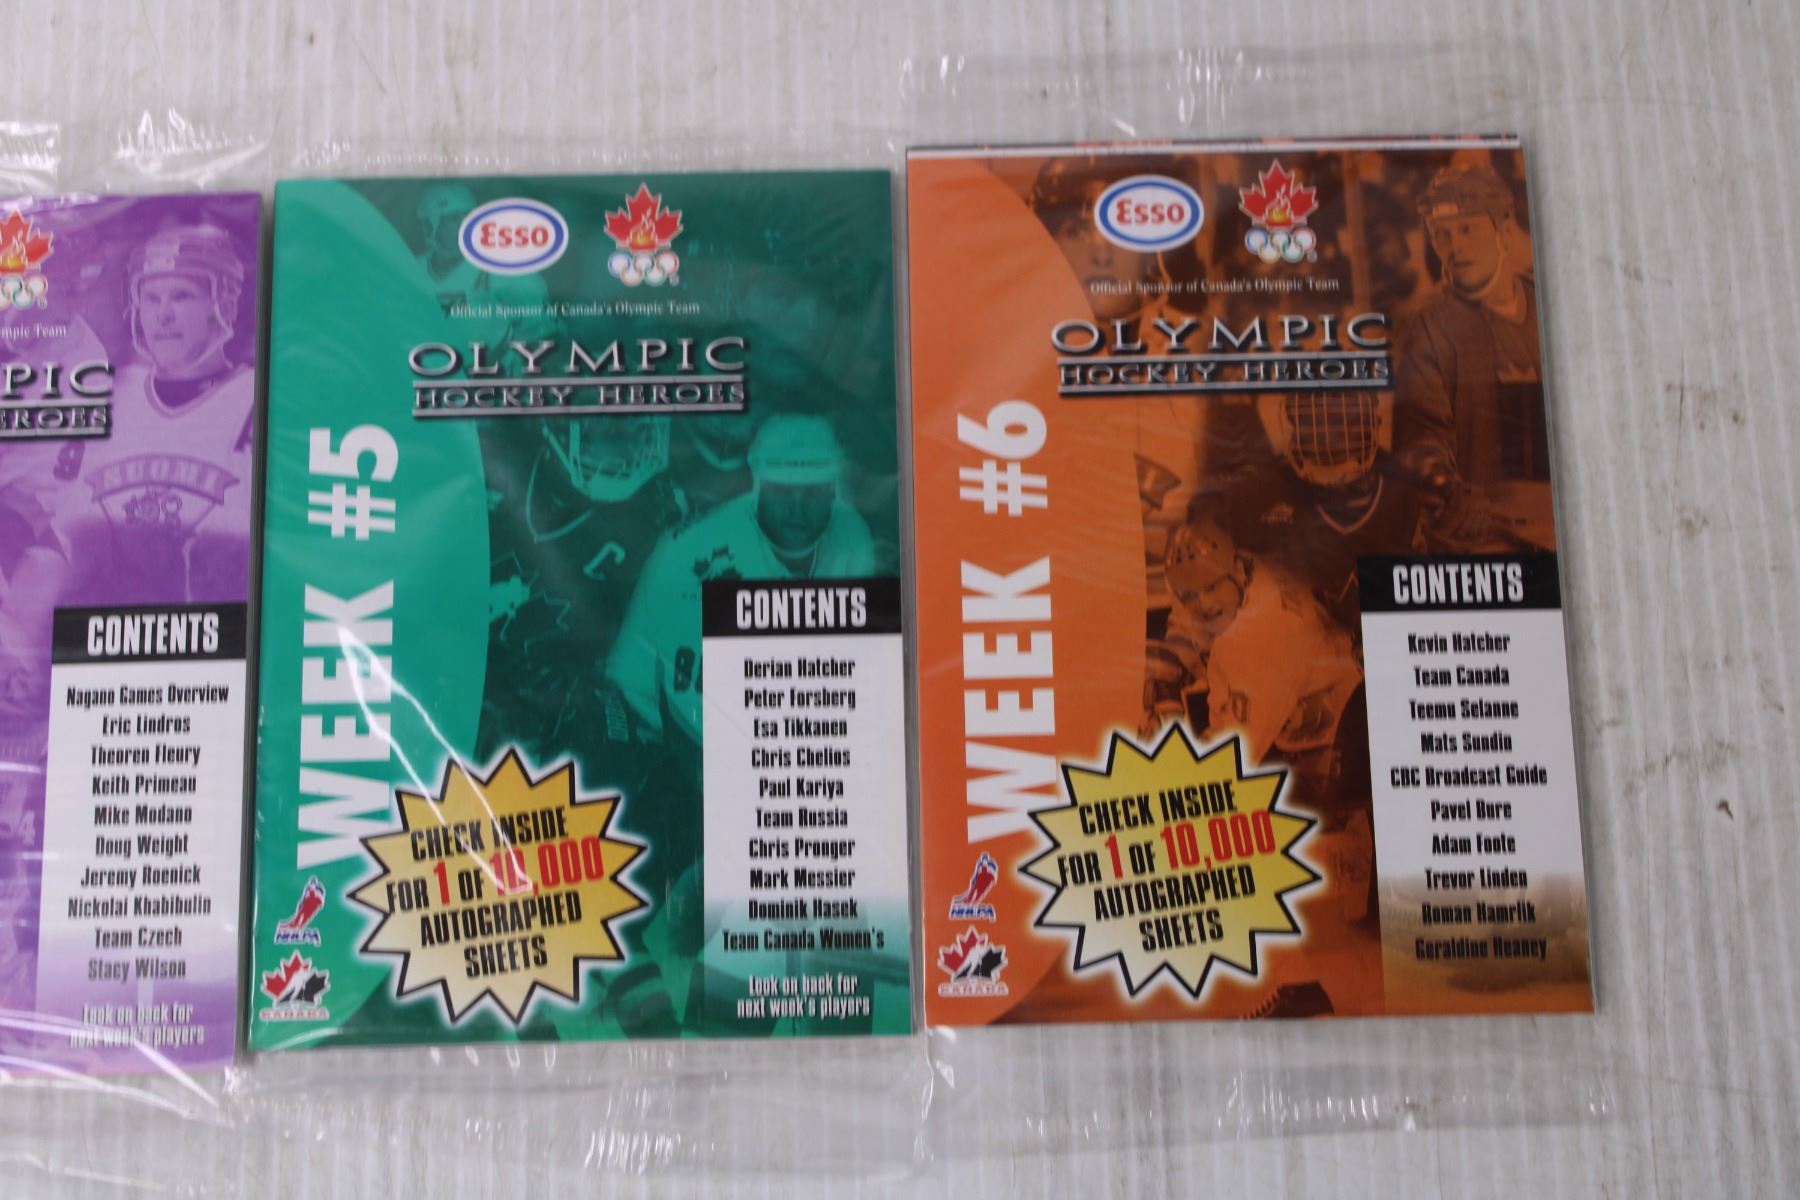 mpic Team
PIC
EROES
9
A
SUOMI
CONTENTS
Nagano Games Overview
Eric Lindros
Theoren Fleury
Keith Primeau
Mike Modano
Doug Weight
Jeremy Roenick
Nickolai Khabibulin
Team Czech
Stacy Wilson
Look on back for
next week's players
Esso
Official Sponsor of Canada's Olympic Team
OLYMPIC
HOCKEY HEROES
WEEK #5
C
CONTENTS
Derian Hatcher
Peter Forsberg
Esa Tikkanen
Chris Chelios
Paul Kariya
Team Russia
Chris Pronger
Mark Messier
Dominik Hasek
Team Canada Women's
Look on back for
next week's players
CHECK INSIDE
FOR 1 OF 10,000
AUTOGRAPHED
SHEETS
NHLPA
CANADA
Esso
Official Sponsor of Canada's Olympic Team
OLYMPIC
HOCKEY HEROES
WEEK #6
CONTENTS
Kevin Hatcher
Team Canada
Teemu Selanne
Mats Sundin
CBC Broadcast Guide
Pavel Bure
Adam Foote
Trevor Linden
Roman Hamrlik
Geraldine Heaney
CHECK INSIDE
FOR 1 OF 10,000
AUTOGRAPHED
SHEETS
NHLPA
CANADA